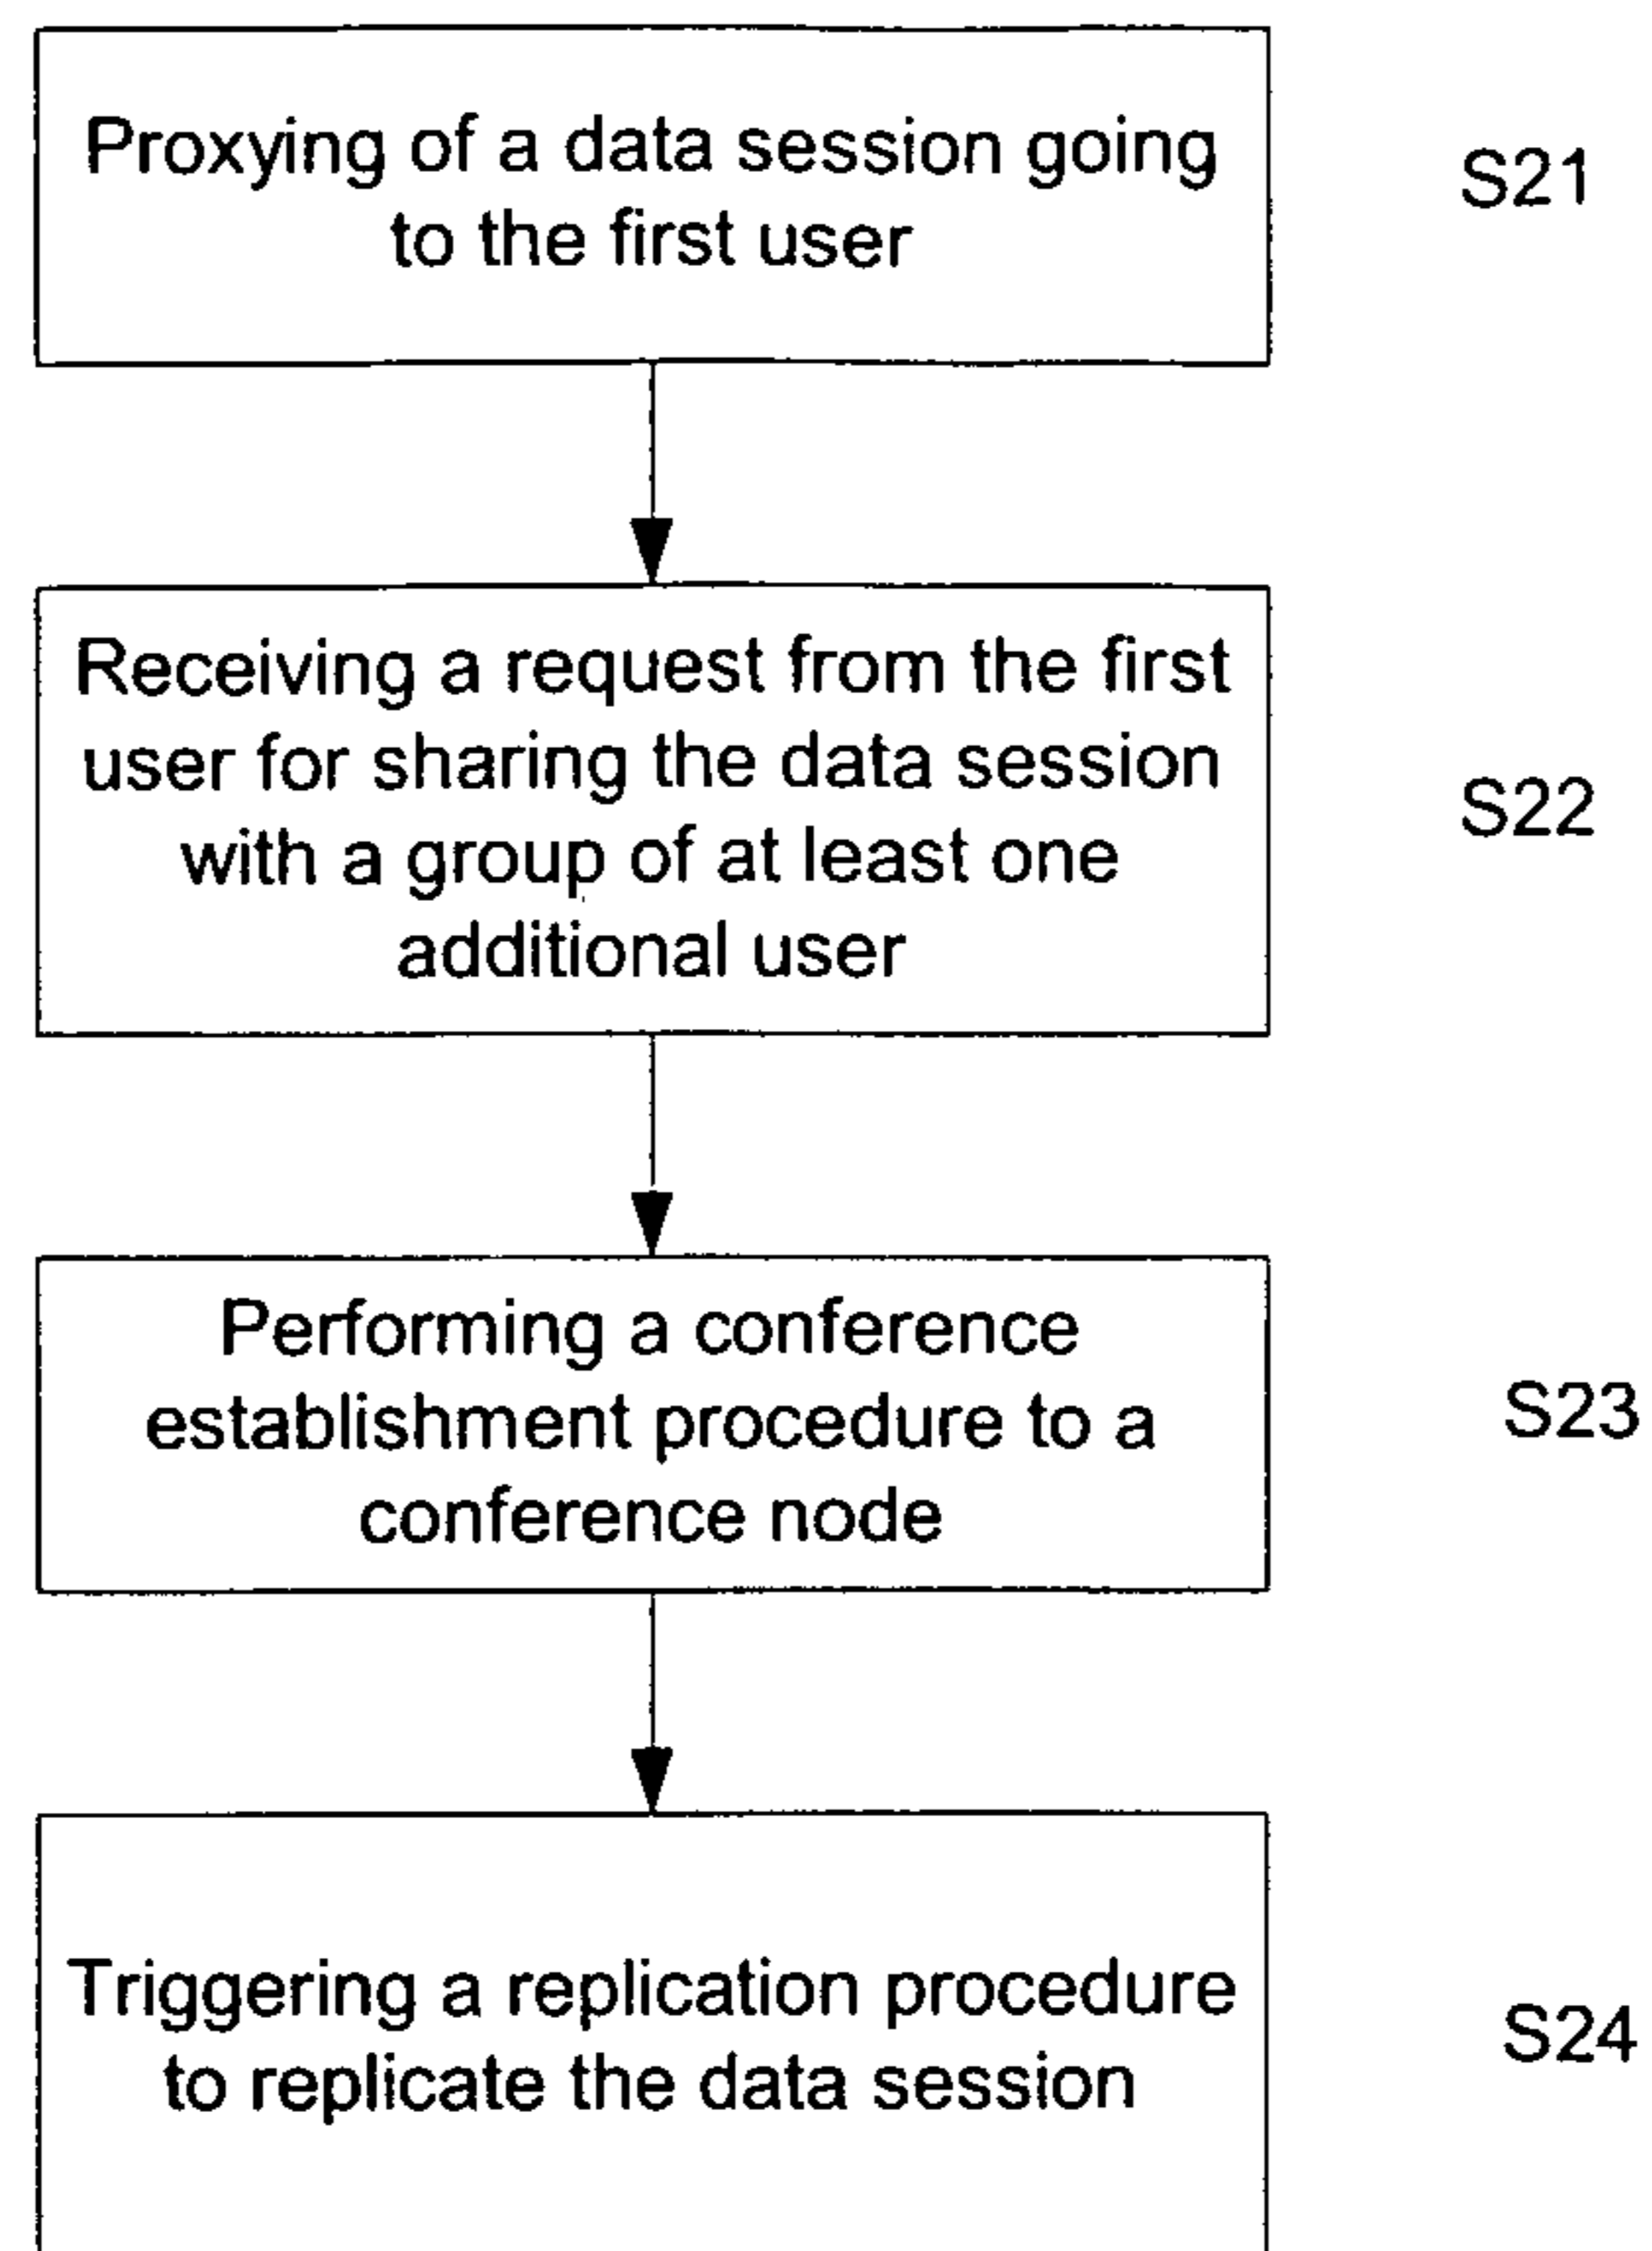 Proxying of a data session going
to the first user
S21
Receiving a request from the first
user for sharing the data session
with a group of at least one
additional user
S22
Performing a conference
establishment procedure to a
conference node
S23
Triggering a replication procedure
to replicate the data session
S24